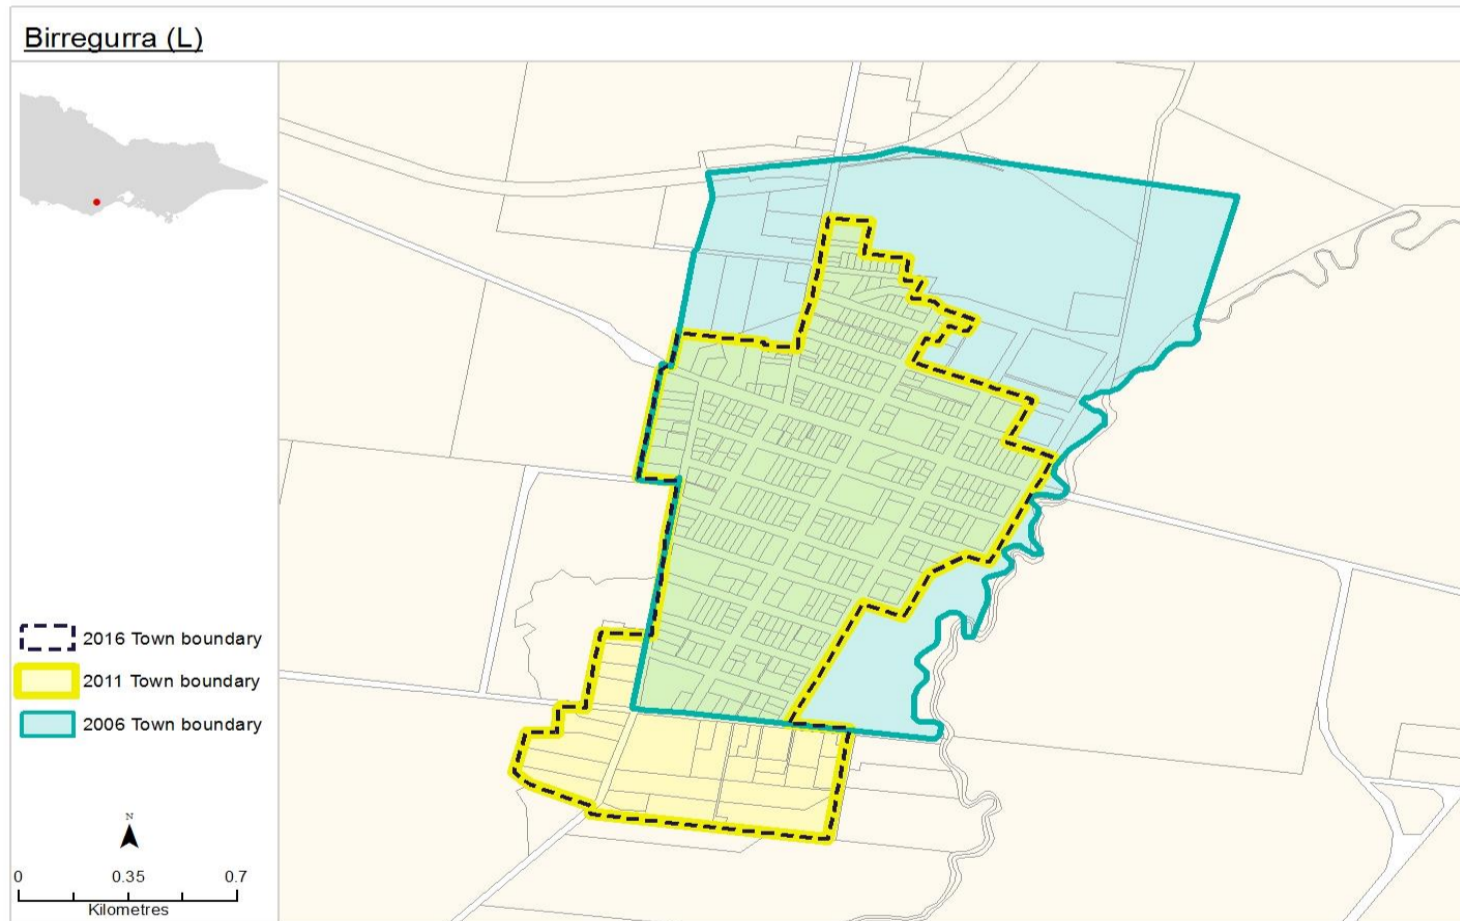 Birregurra (L)
2016 Town boundary
2011 Town boundary
2006 Town boundary
N
0 0.35 0.7
Kilometres